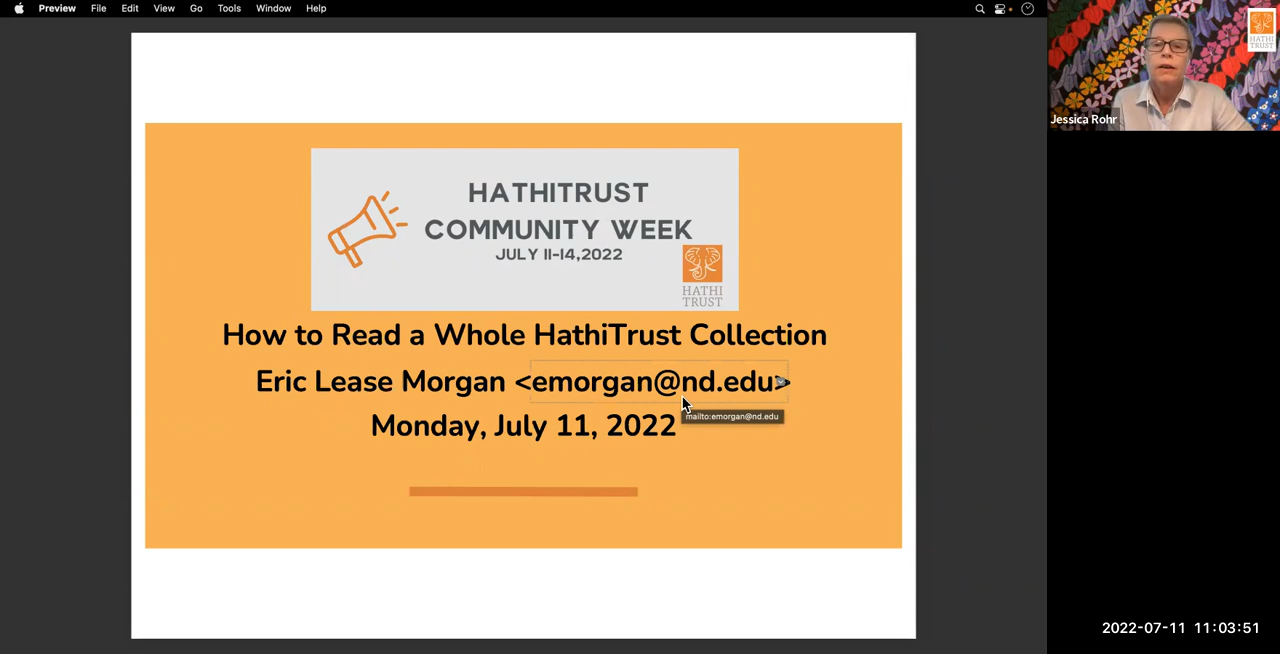 Preview File Edit View Go Tools Window Help
HATHI
TRUST
Jessica Rohr
HATHITRUST
COMMUNITY WEEK
JULY 11-14,2022
HATHI
TRUST
How to Read a Whole HathiTrust Collection
Eric Lease Morgan <emorgan@nd.edu>
mailto:emorgan@nd.edu
Monday, July 11, 2022
2022-07-11 11:03:51